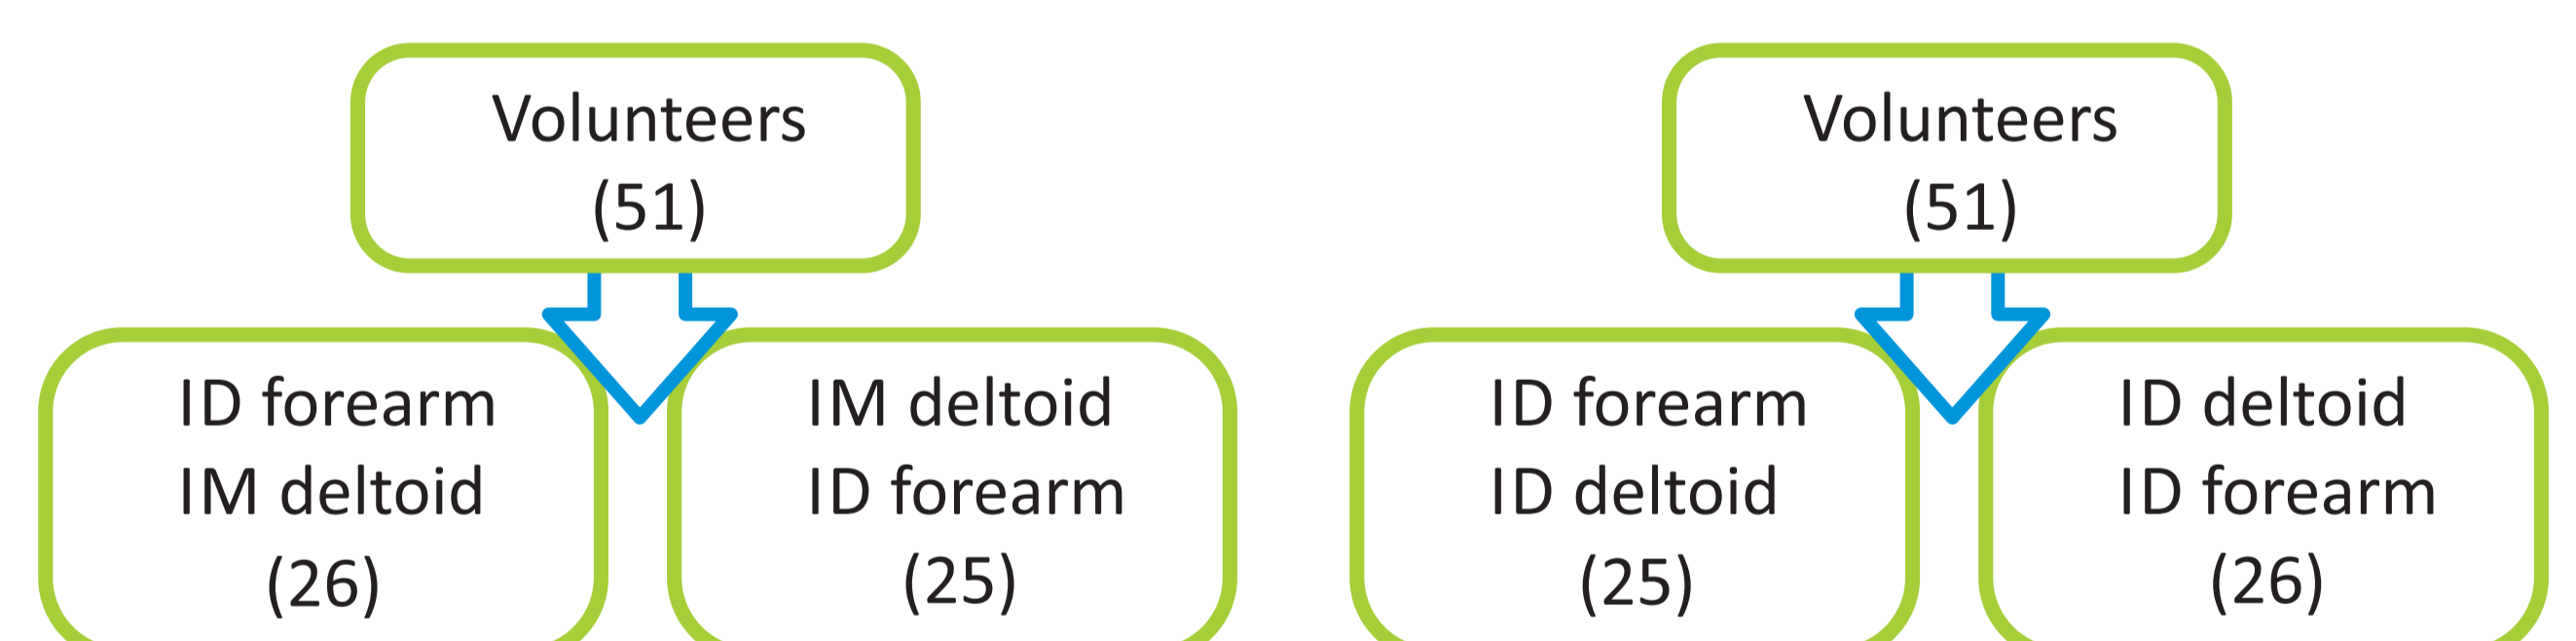 Volunteers
(51)
ID forearm
IM deltoid
(26)
IM deltoid
ID forearm
(25)
Volunteers
(51)
ID forearm
ID deltoid
(25)
ID deltoid
ID forearm
(26)